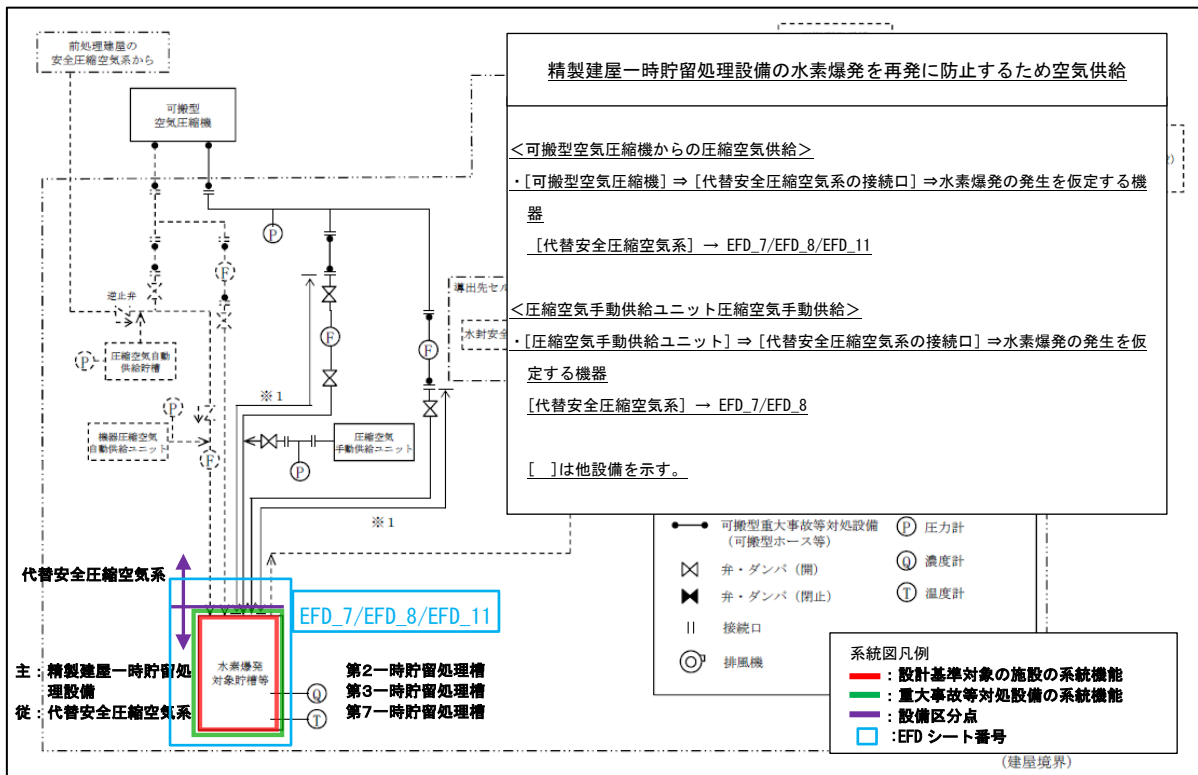 前処理建屋の
安全圧縮空気系から
可搬型
空気圧縮機
精製建屋一時貯留処理設備の水素爆発を再発に防止するため空気供給
＜可搬型空気圧縮機からの圧縮空気供給＞
・[可搬型空気圧縮機] ⇒ [代替安全圧縮空気系の接続口] ⇒水素爆発の発生を仮定する機
器
[代替安全圧縮空気系] → EFD_7/EFD_8/EFD_11
＜圧縮空気手動供給ユニット圧縮空気手動供給＞
・[圧縮空気手動供給ユニット] ⇒ [代替安全圧縮空気系の接続口] ⇒水素爆発の発生を仮
定する機器
[代替安全圧縮空気系] → EFD_7/EFD_8
[　]は他設備を示す。
P
F
逆止弁
導出先セル
水封安全
F
F
P
圧縮空気自動
供給貯槽
※1
P
機器圧縮空気
自動供給ユニット
F
圧縮空気
手動供給ユニット
P
※1
可搬型重大事故等対処設備
（可搬型ホース等）
P 圧力計
弁・ダンパ（開）
Q 濃度計
弁・ダンパ（閉止）
T 温度計
接続口
排風機
代替安全圧縮空気系
EFD_7/EFD_8/EFD_11
主：精製建屋一時貯留処
理設備
従：代替安全圧縮空気系
水素爆発
対象貯槽等
Q
T
第2一時貯留処理槽
第3一時貯留処理槽
第7一時貯留処理槽
系統図凡例
：設計基準対象の施設の系統機能
：重大事故等対処設備の系統機能
：設備区分点
：EFD シート番号
（建屋境界）